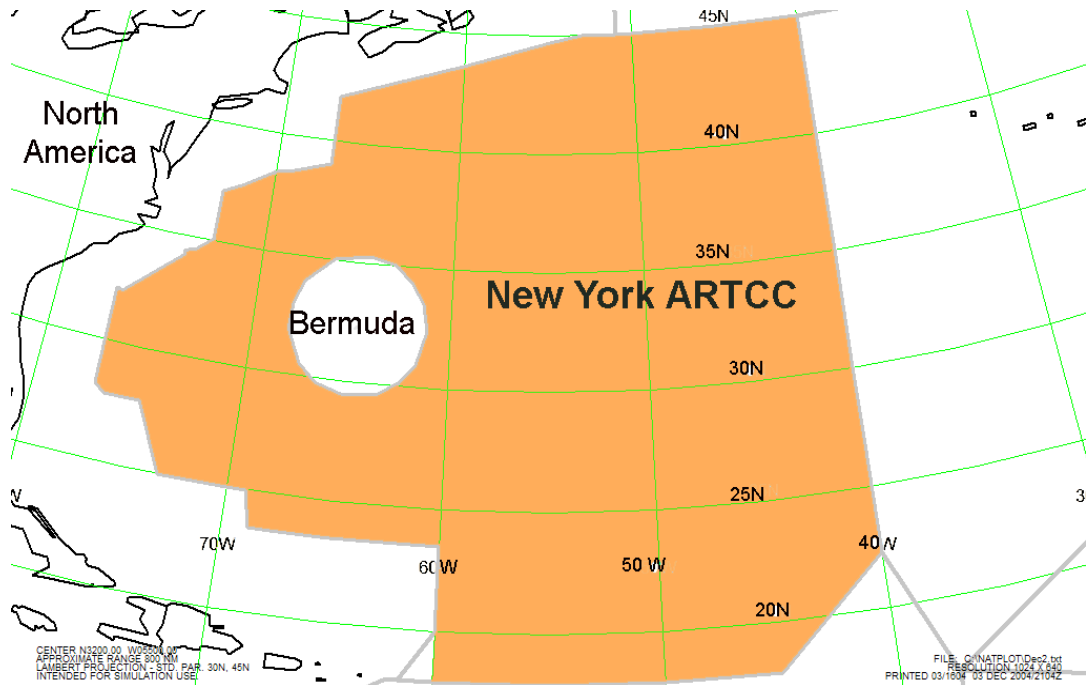 45N
North
America
40N
35N
New York ARTCC
Bermuda
30N
25N
W
3
70W
40W
60W
50 W
20N
CENTER N3200.00 W05500.00
APPROXIMATE RANGE 800 NM
LAMBERT PROJECTION - STD. PAR. 30N, 45N
INTENDED FOR SIMULATION USE
FILE: C:\NATPLOT\Dec2.txt
RESOLUTION 1024 X 640
PRINTED 03/1604 03 DEC 2004/2104Z